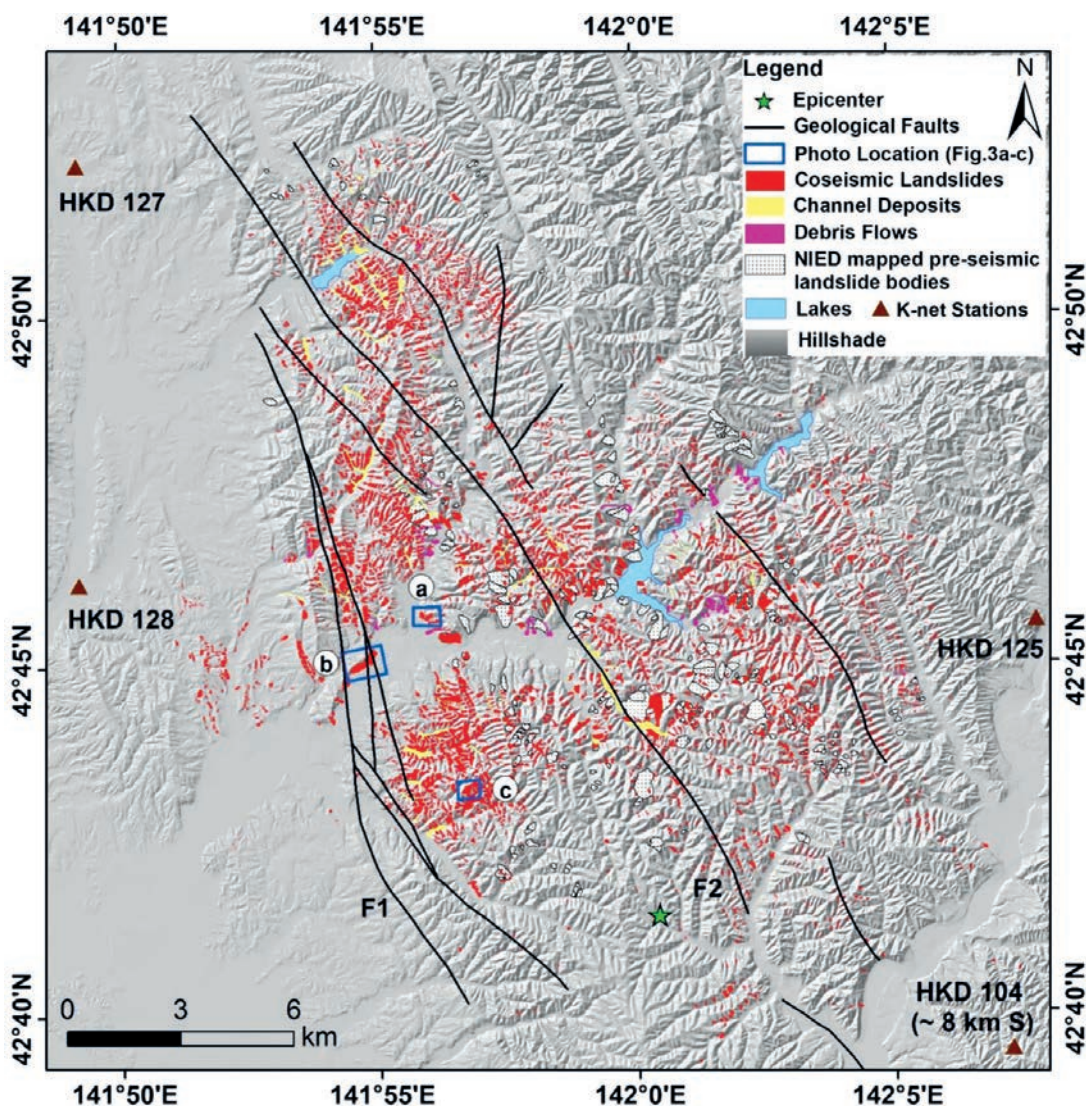 141°50'E 141°55'E 142°0'E 142°5'E
Legend
N
Epicenter
Geological Faults
Photo Location (Fig.3a-c)
Coseismic Landslides
Channel Deposits
Debris Flows
NIED mapped pre-seismic
landslide bodies
Lakes K-net Stations
Hillshade
HKD 127
42°50'N 42°50'N
a
HKD 128
HKD 125
b
42°45'N 42°45'N
c
F1 F2
HKD 104
(~ 8 km S)
42°40'N 42°40'N
0 3 6
km
141°50'E 141°55'E 142°0'E 142°5'E